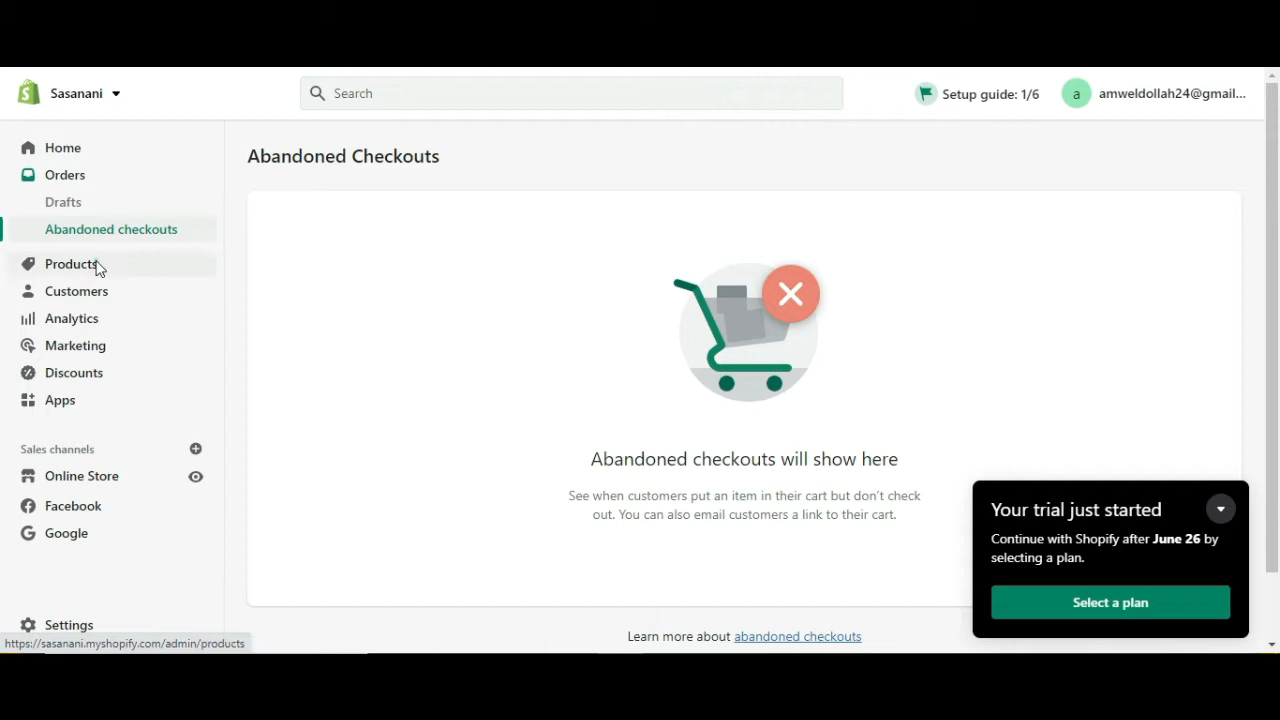 Sasanani
Search
Setup guide: 1/6
a
amweldollah24@gmail...
Home
Orders
Drafts
Abandoned checkouts
Products
Customers
Analytics
Marketing
Discounts
Apps
Sales channels
Online Store
Facebook
Google
Settings
https://sasanani.myshopify.com/admin/products
Abandoned Checkouts
Abandoned checkouts will show here
See when customers put an item in their cart but don't check
out. You can also email customers a link to their cart.
Learn more about abandoned checkouts
Your trial just started
Continue with Shopify after June 26 by
selecting a plan.
Select a plan